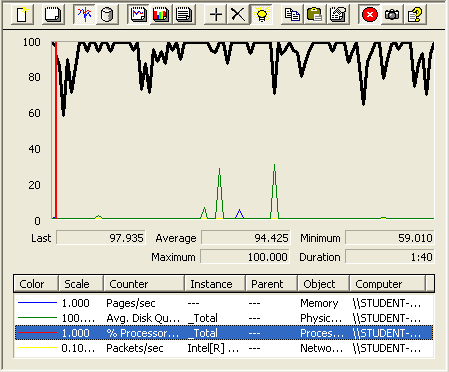 100
80
60
40
20
0
Last 97.935 Average 94.425 Minimum 59.010
Maximum 100.000 Duration 1:40
Color Scale Counter Instance Parent Object Computer
1.000 Pages/sec --- --- Memory \\STUDENT-...
100.... Avg. Disk Qu... _Total --- Physic... \\STUDENT-...
1.000 % Processor... _Total --- Proces... \\STUDENT-...
0.10... Packets/sec Intel[R] ... --- Netwo... \\STUDENT-...